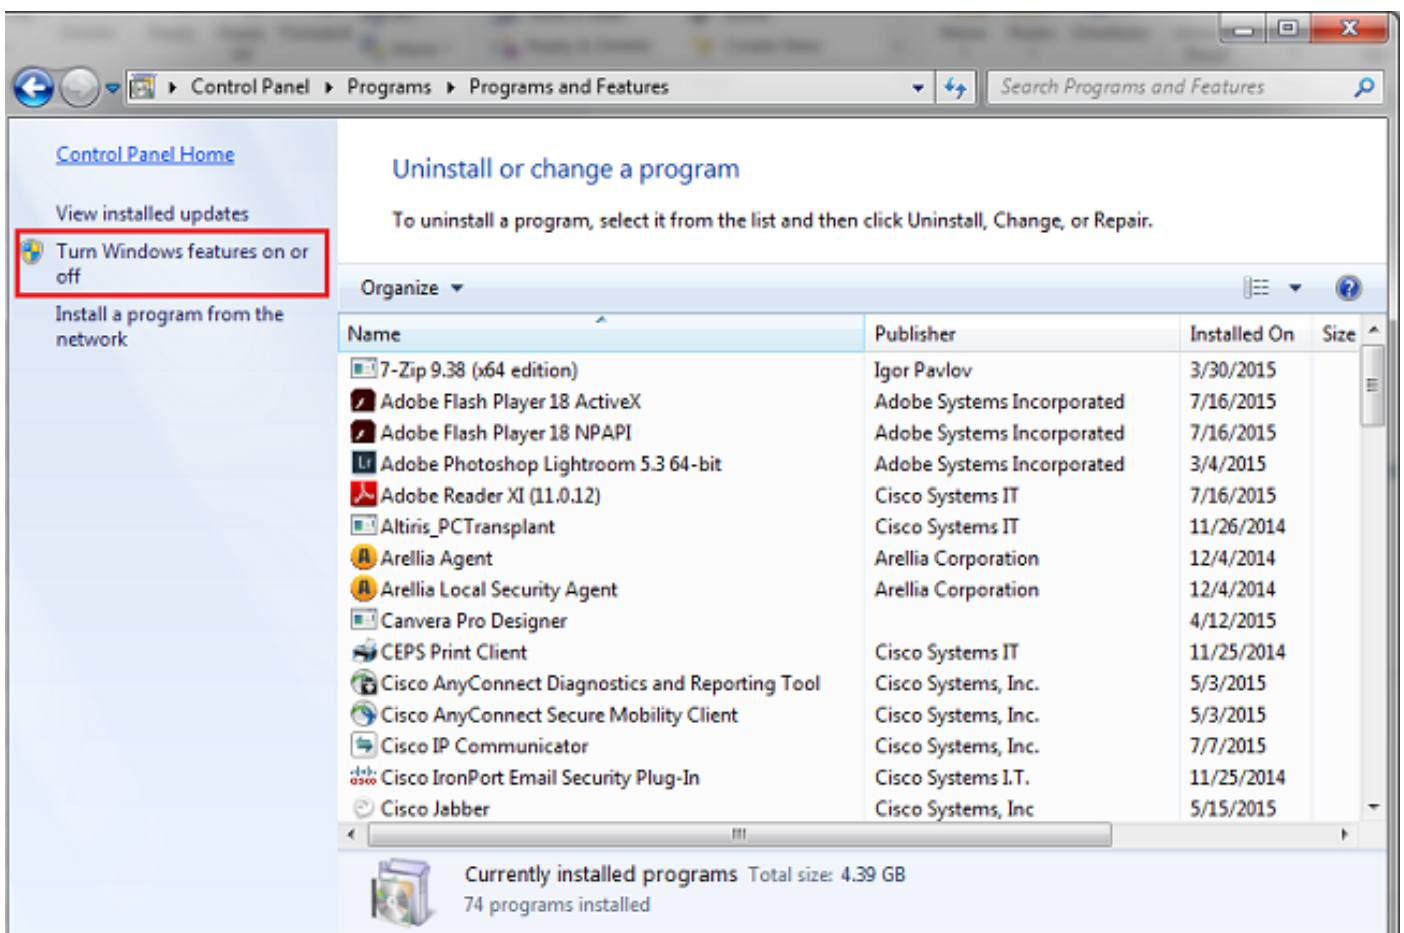 Control Panel Programs Programs and Features
Search Programs and Features
Control Panel Home
View installed updates
Turn Windows features on or
off
Install a program from the
network
Uninstall or change a program
To uninstall a program, select it from the list and then click Uninstall, Change, or Repair.
Organize
Name Publisher Installed On Size
7-Zip 9.38 (x64 edition) Igor Pavlov 3/30/2015
Adobe Flash Player 18 ActiveX Adobe Systems Incorporated 7/16/2015
Adobe Flash Player 18 NPAPI Adobe Systems Incorporated 7/16/2015
Lr Adobe Photoshop Lightroom 5.3 64-bit Adobe Systems Incorporated 3/4/2015
Adobe Reader XI (11.0.12) Cisco Systems IT 7/16/2015
Altiris_PCTransplant Cisco Systems IT 11/26/2014
Arellia Agent Arellia Corporation 12/4/2014
Arellia Local Security Agent Arellia Corporation 12/4/2014
Canvera Pro Designer 4/12/2015
CEPS Print Client Cisco Systems IT 11/25/2014
Cisco AnyConnect Diagnostics and Reporting Tool Cisco Systems, Inc. 5/3/2015
Cisco AnyConnect Secure Mobility Client Cisco Systems, Inc. 5/3/2015
Cisco IP Communicator Cisco Systems, Inc. 7/7/2015
cisco Cisco IronPort Email Security Plug-In Cisco Systems I.T. 11/25/2014
Cisco Jabber Cisco Systems, Inc 5/15/2015
Currently installed programs Total size: 4.39 GB
74 programs installed